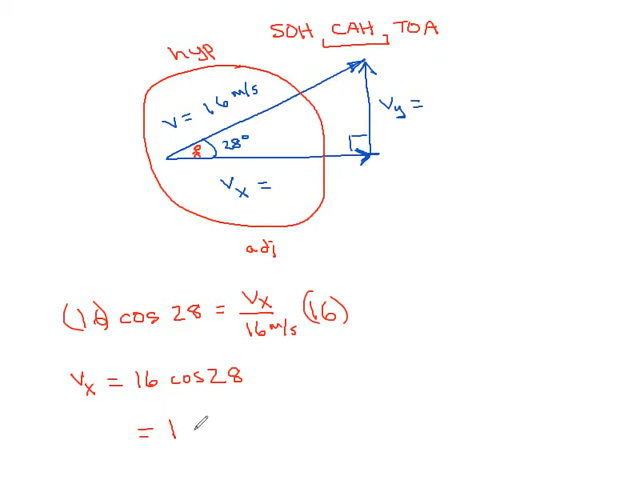 SOH CAH TOA
hyp
V = 16 m/s
28°
Vy =
Vx =
adj
(16) cos 28 = Vx / 16 m/s (16)
Vx = 16 cos 28
= 1